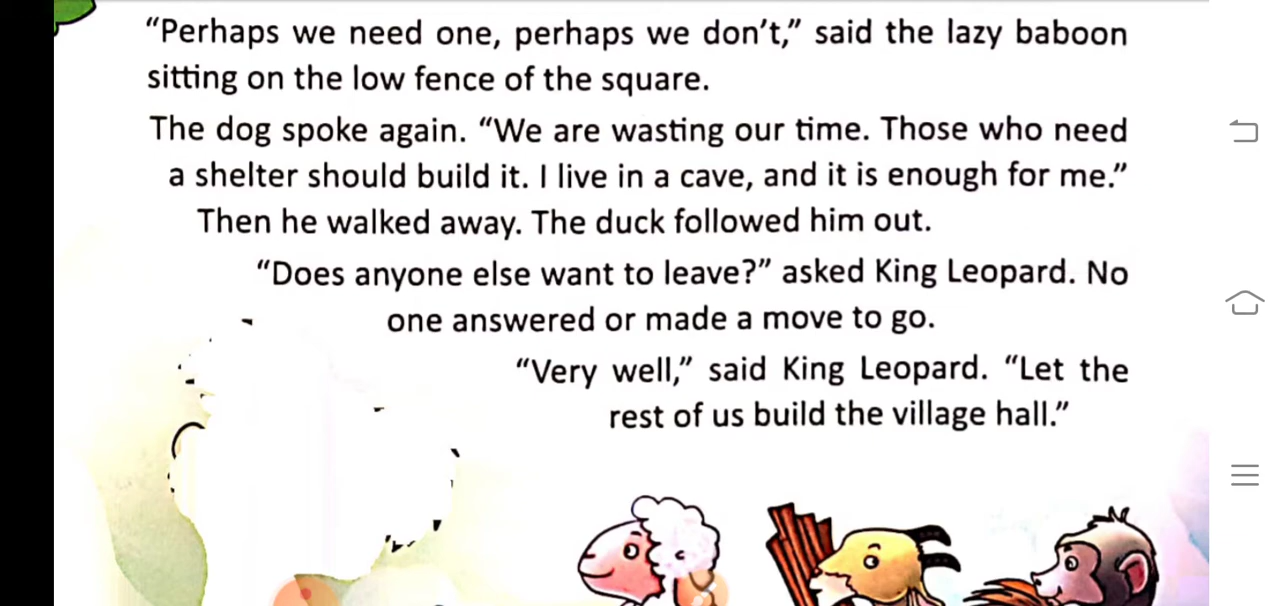 “Perhaps we need one, perhaps we don’t,” said the lazy baboon
sitting on the low fence of the square.
The dog spoke again. “We are wasting our time. Those who need
a shelter should build it. I live in a cave, and it is enough for me.”
Then he walked away. The duck followed him out.
“Does anyone else want to leave?” asked King Leopard. No
one answered or made a move to go.
“Very well,” said King Leopard. “Let the
rest of us build the village hall.”